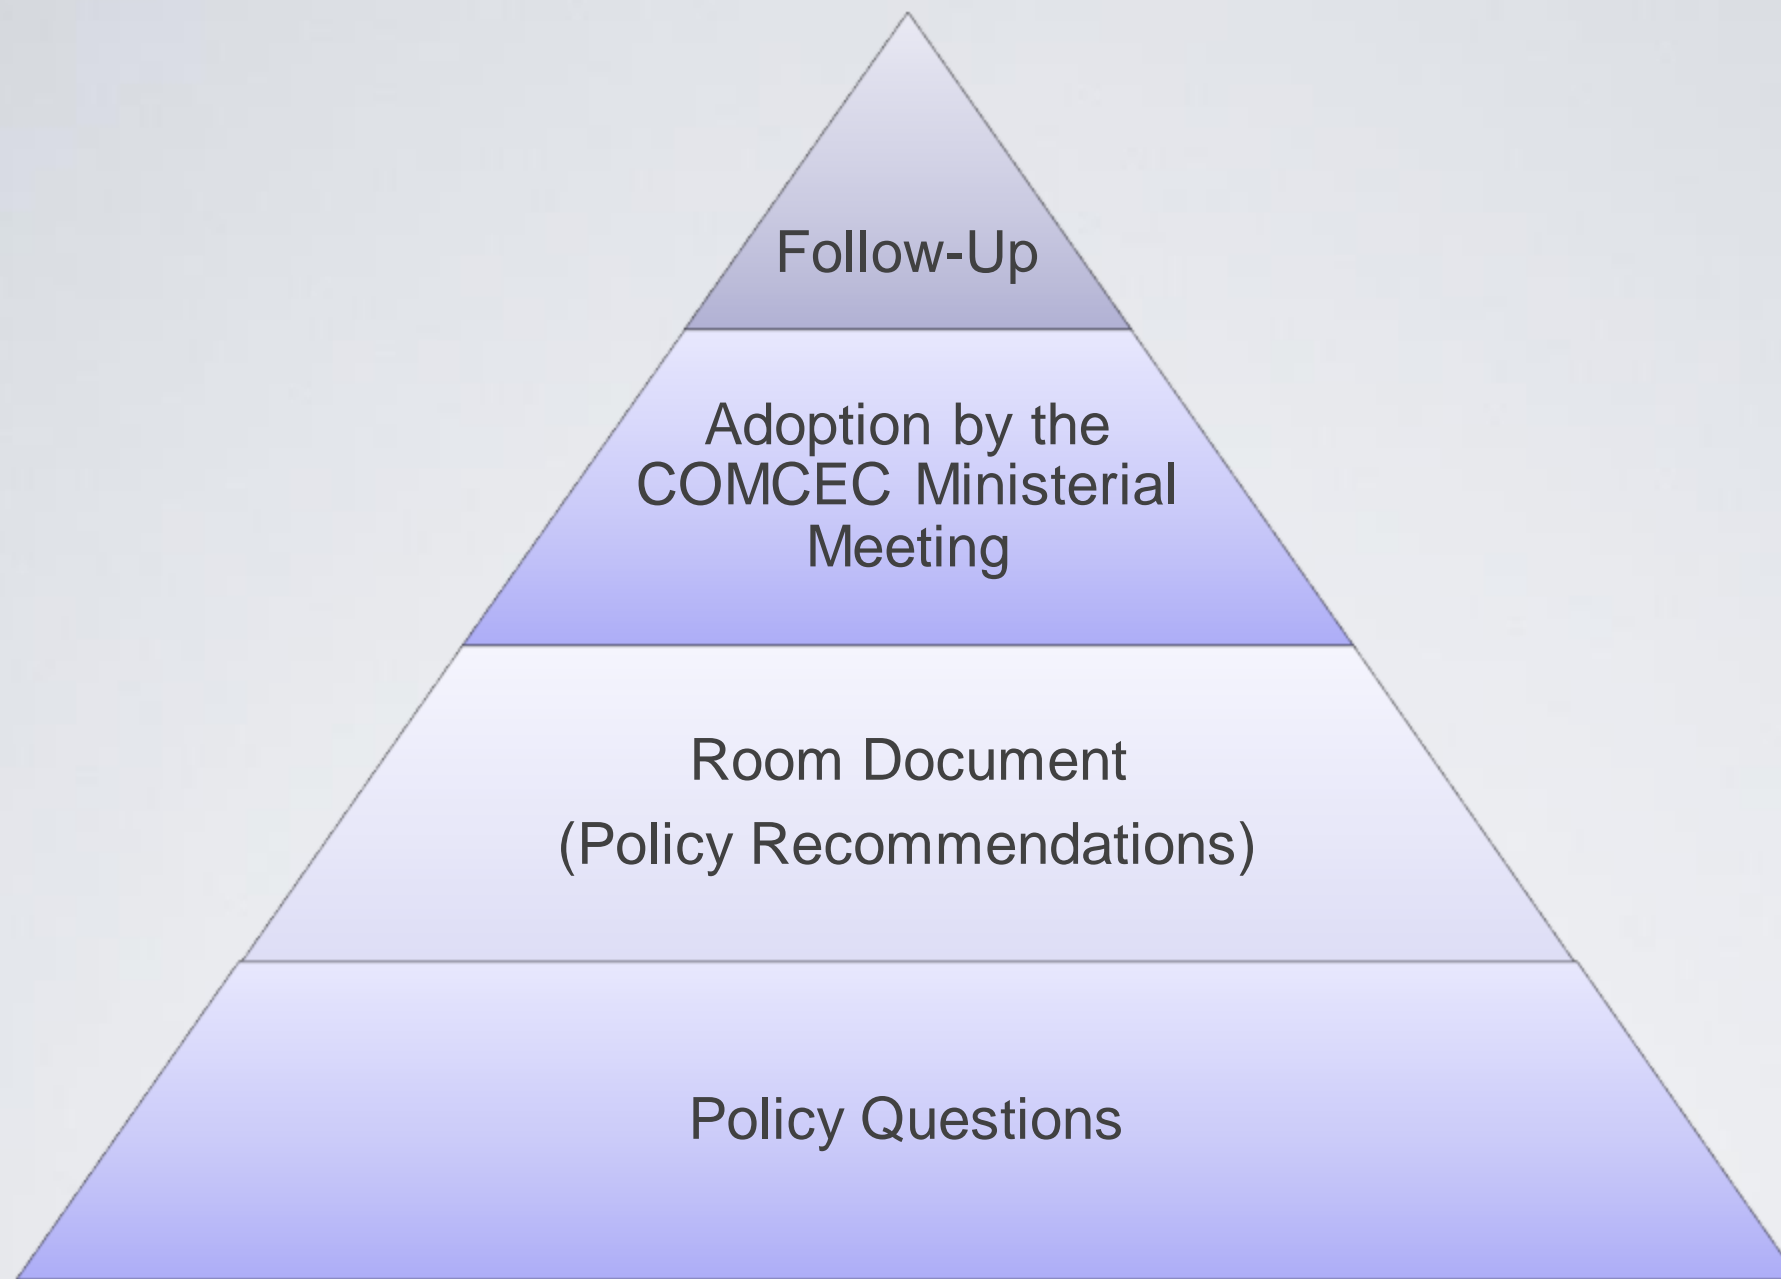 Follow-Up
Adoption by the
COMCEC Ministerial
Meeting
Room Document
(Policy Recommendations)
Policy Questions